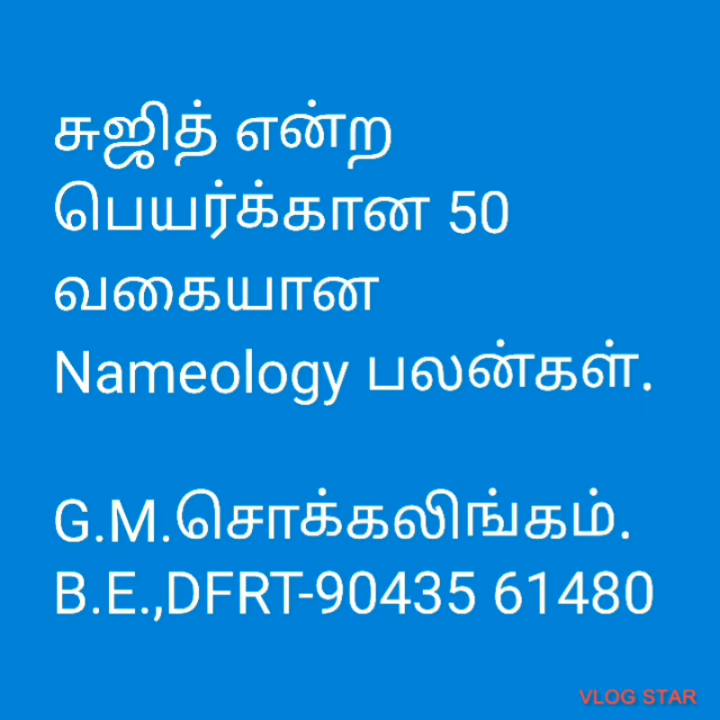 சுஜித் என்ற
பெயர்க்கான 50
வகையான
Nameology பலன்கள்.
G.M.சொக்கலிங்கம்.
B.E.,DFRT-90435 61480
VLOG STAR